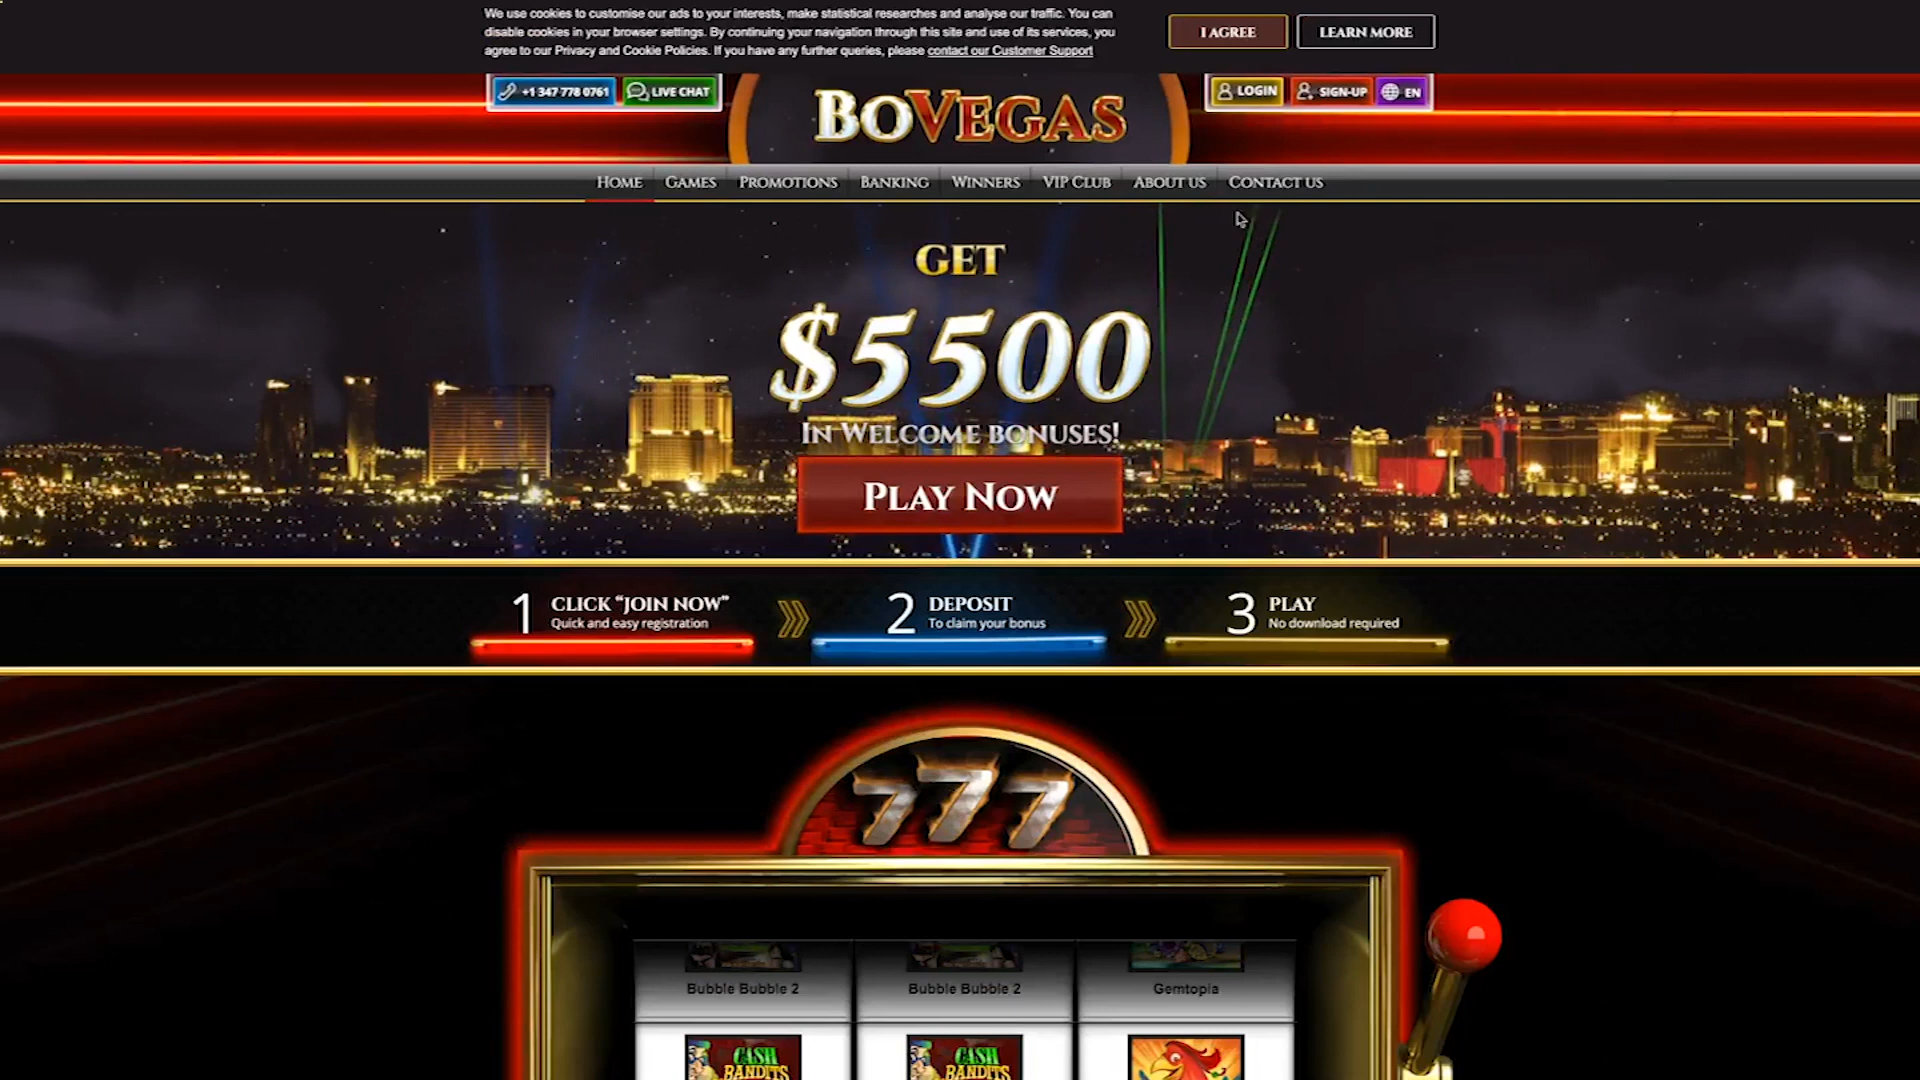 We use cookies to customise our ads to your interests, make statistical researches and analyse our traffic. You can
disable cookies in your browser settings. By continuing your navigation through this site and use of its services, you
agree to our Privacy and Cookie Policies. If you have any further queries, please contact our Customer Support
I AGREE
LEARN MORE
+1 347 778 0761
LIVE CHAT
BOVEGAS
LOGIN
SIGN-UP
EN
HOME
GAMES
PROMOTIONS
BANKING
WINNERS
VIP CLUB
ABOUT US
CONTACT US
GET
$5500
IN WELCOME BONUSES!
PLAY NOW
1
CLICK “JOIN NOW”
Quick and easy registration
2
DEPOSIT
To claim your bonus
3
PLAY
No download required
777
Bubble Bubble 2
Bubble Bubble 2
Gemtopia
CASH
BANDITS
CASH
BANDITS